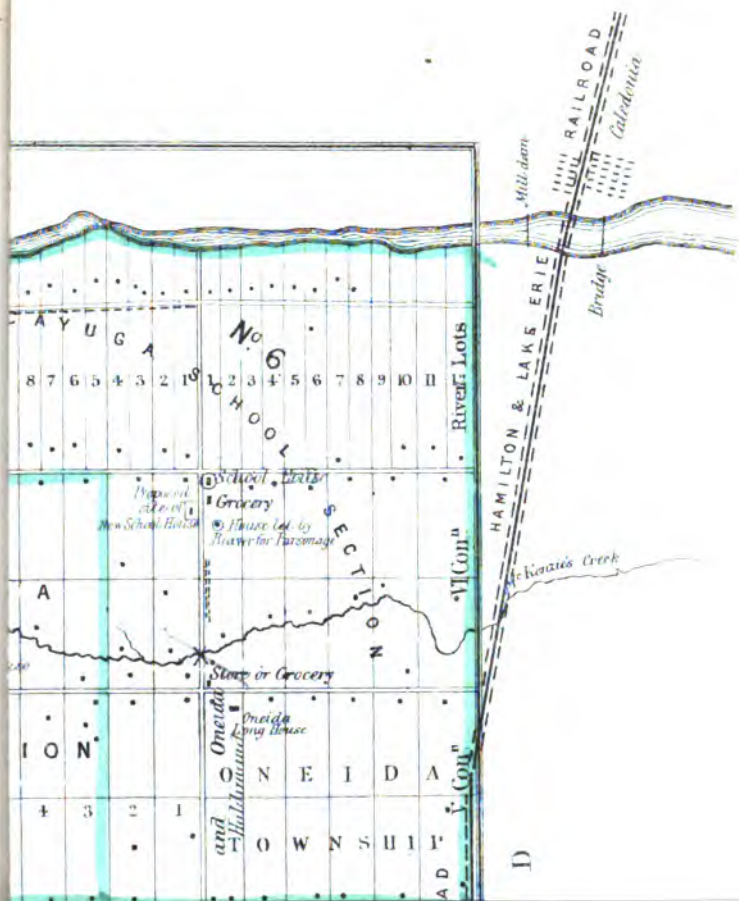 HAMILTON & LAKE ERIE RAILROAD
Caledonia
Mill-dam
Bridge
AYUGA
SCHOOL SECTION
No. 6
8 7 6 5 4 3 2 1 1 2 3 4 5 6 7 8 9 10 11
River Lots
School House
Grocery
House
by
for Parsonage
Proposed
site of
New School House
VI Conⁿ
McKenzie's Creek
A
Store or Grocery
Oneida
Long House
Oneida
and Haldimand
V Conⁿ
ION
ONEIDA
TOWNSHIP
4 3 2 1
AD
D